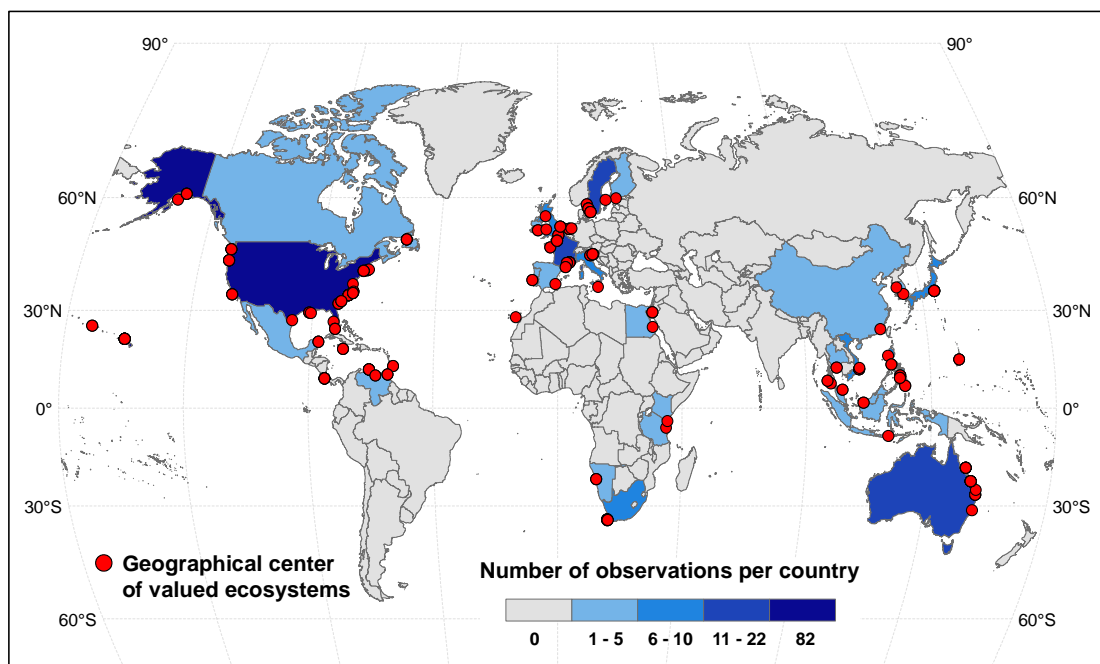 90°
90°
60°N
60°N
30°N
30°N
0°
0°
30°S
30°S
60°S
60°S
Geographical center
of valued ecosystems
Number of observations per country
0
1 - 5
6 - 10
11 - 22
82